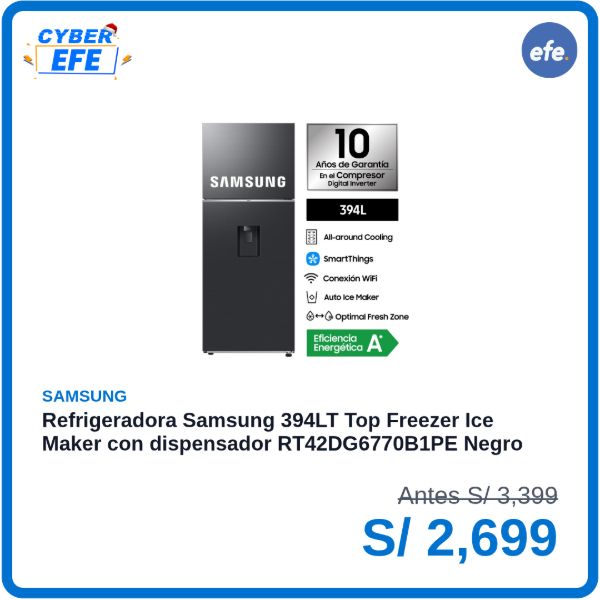 CYBER
EFE
efe.
SAMSUNG
10
Años de Garantía
En el Compresor
Digital Inverter
394L
All-around Cooling
SmartThings
Conexión WiFi
Auto Ice Maker
Optimal Fresh Zone
Eficiencia
Energética A*
SAMSUNG
Refrigeradora Samsung 394LT Top Freezer Ice
Maker con dispensador RT42DG6770B1PE Negro
Antes S/ 3,399
S/ 2,699